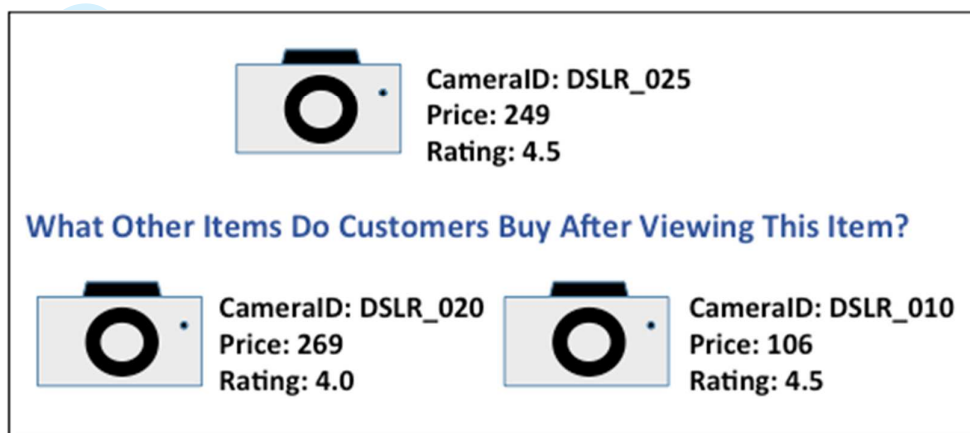 CameraID: DSLR_025
Price: 249
Rating: 4.5
What Other Items Do Customers Buy After Viewing This Item?
CameraID: DSLR_020
Price: 269
Rating: 4.0
CameraID: DSLR_010
Price: 106
Rating: 4.5